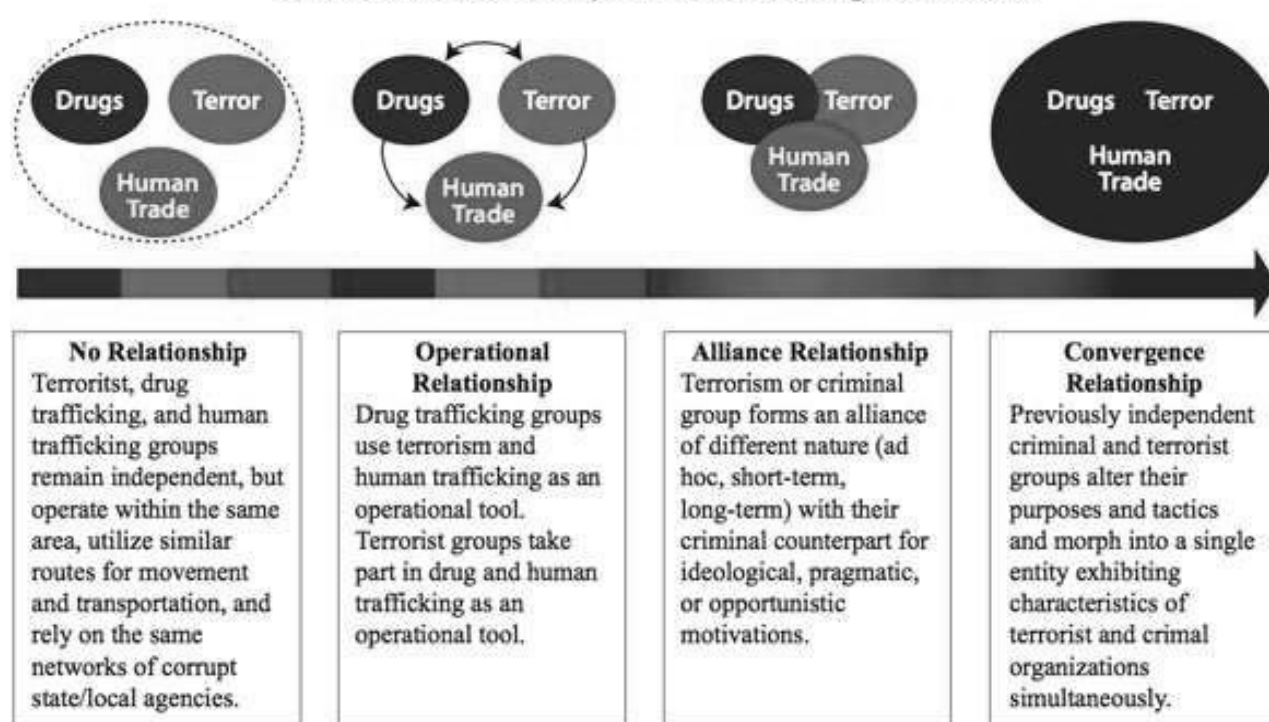 Drugs
Terror
Human
Trade
Drugs
Terror
Human
Trade
Drugs
Terror
Human
Trade
Drugs
Terror
Human
Trade
No Relationship
Terroritst, drug
trafficking, and human
trafficking groups
remain independent, but
operate within the same
area, utilize similar
routes for movement
and transportation, and
rely on the same
networks of corrupt
state/local agencies.
Operational
Relationship
Drug trafficking groups
use terrorism and
human trafficking as an
operational tool.
Terrorist groups take
part in drug and human
trafficking as an
operational tool.
Alliance Relationship
Terrorism or criminal
group forms an alliance
of different nature (ad
hoc, short-term,
long-term) with their
criminal counterpart for
ideological, pragmatic,
or opportunistic
motivations.
Convergence
Relationship
Previously independent
criminal and terrorist
groups alter their
purposes and tactics
and morph into a single
entity exhibiting
characteristics of
terrorist and crimal
organizations
simultaneously.